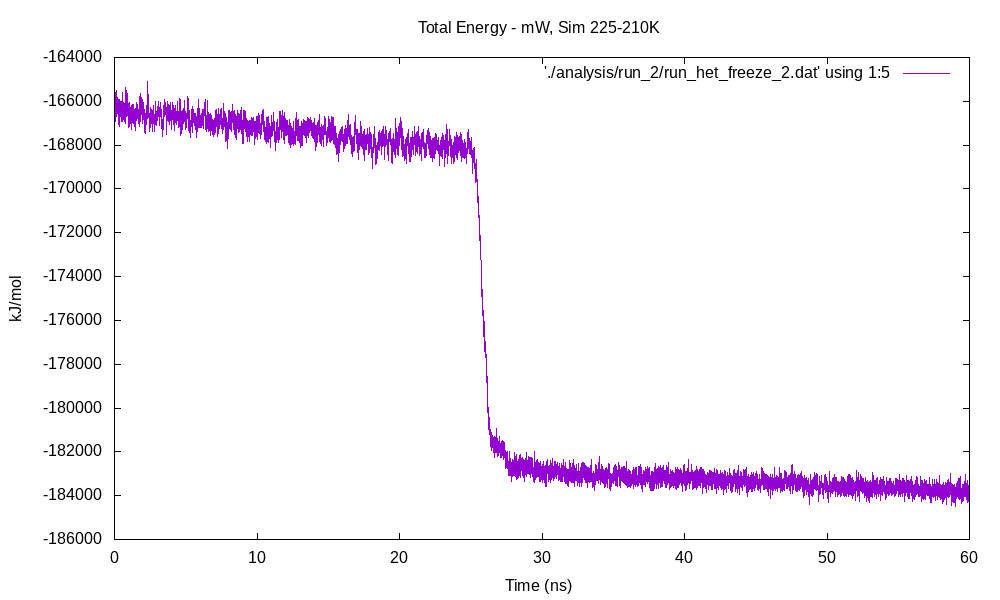 Total Energy - mW, Sim 225-210K
'./analysis/run_2/run_het_freeze_2.dat' using 1:5
kJ/mol
-164000
-166000
-168000
-170000
-172000
-174000
-176000
-178000
-180000
-182000
-184000
-186000
0 10 20 30 40 50 60
Time (ns)